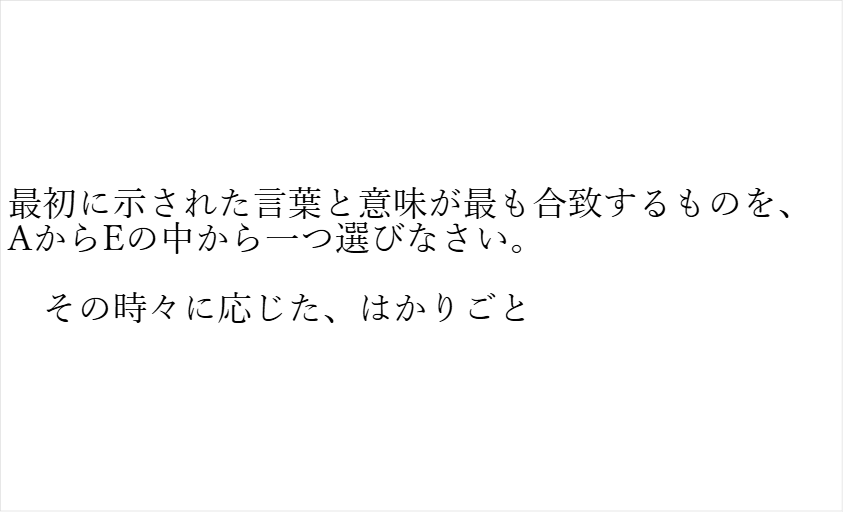 最初に示された言葉と意味が最も合致するものを、
AからEの中から一つ選びなさい。
その時々に応じた、はかりごと